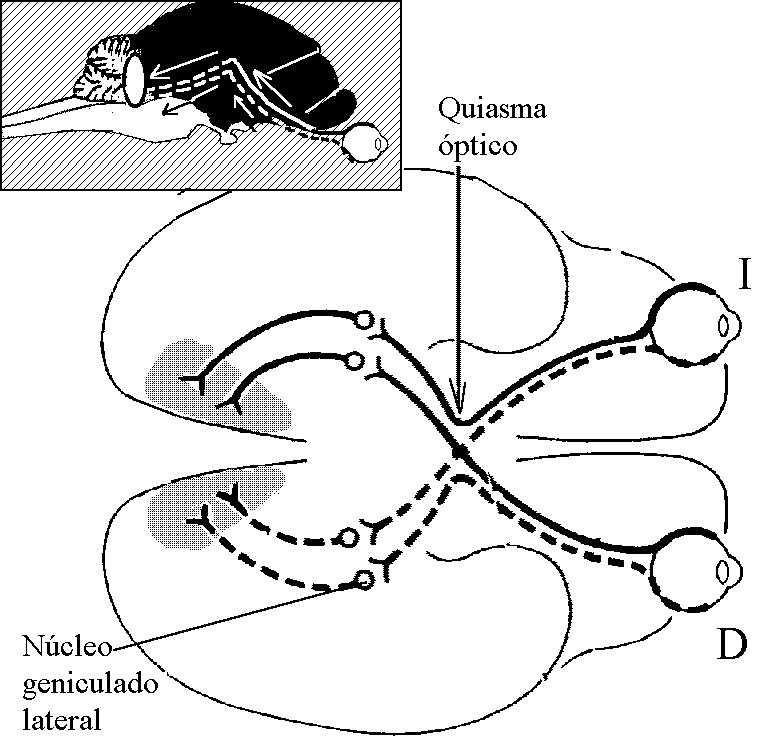 Quiasma
óptico
I
D
Núcleo
geniculado
lateral